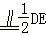 ⫽ 1/2 DE